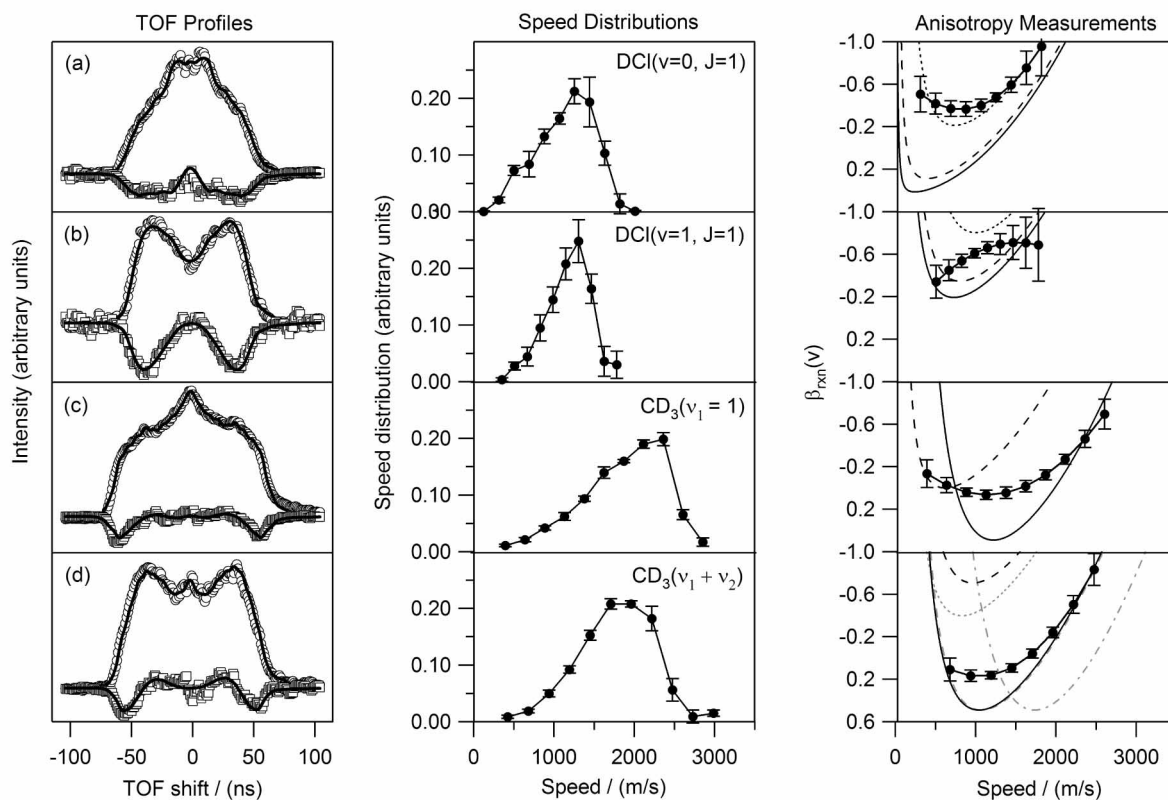 TOF Profiles
Speed Distributions
Anisotropy Measurements
Intensity (arbitrary units)
(a)
(b)
(c)
(d)
-100 -50 0 50 100
TOF shift / (ns)
Speed distribution (arbitrary units)
DCl(v=0, J=1)
0.20
0.10
0.00
DCl(v=1, J=1)
0.20
0.10
0.00
CD₃(ν₁ = 1)
0.20
0.10
0.00
CD₃(ν₁ + ν₂)
0.20
0.10
0.00
0 1000 2000 3000
Speed / (m/s)
βrxn(v)
-1.0
-0.6
-0.2
0.2
-1.0
-0.6
-0.2
0.2
-1.0
-0.6
-0.2
0.2
-1.0
-0.6
-0.2
0.2
0.6
0 1000 2000 3000
Speed / (m/s)